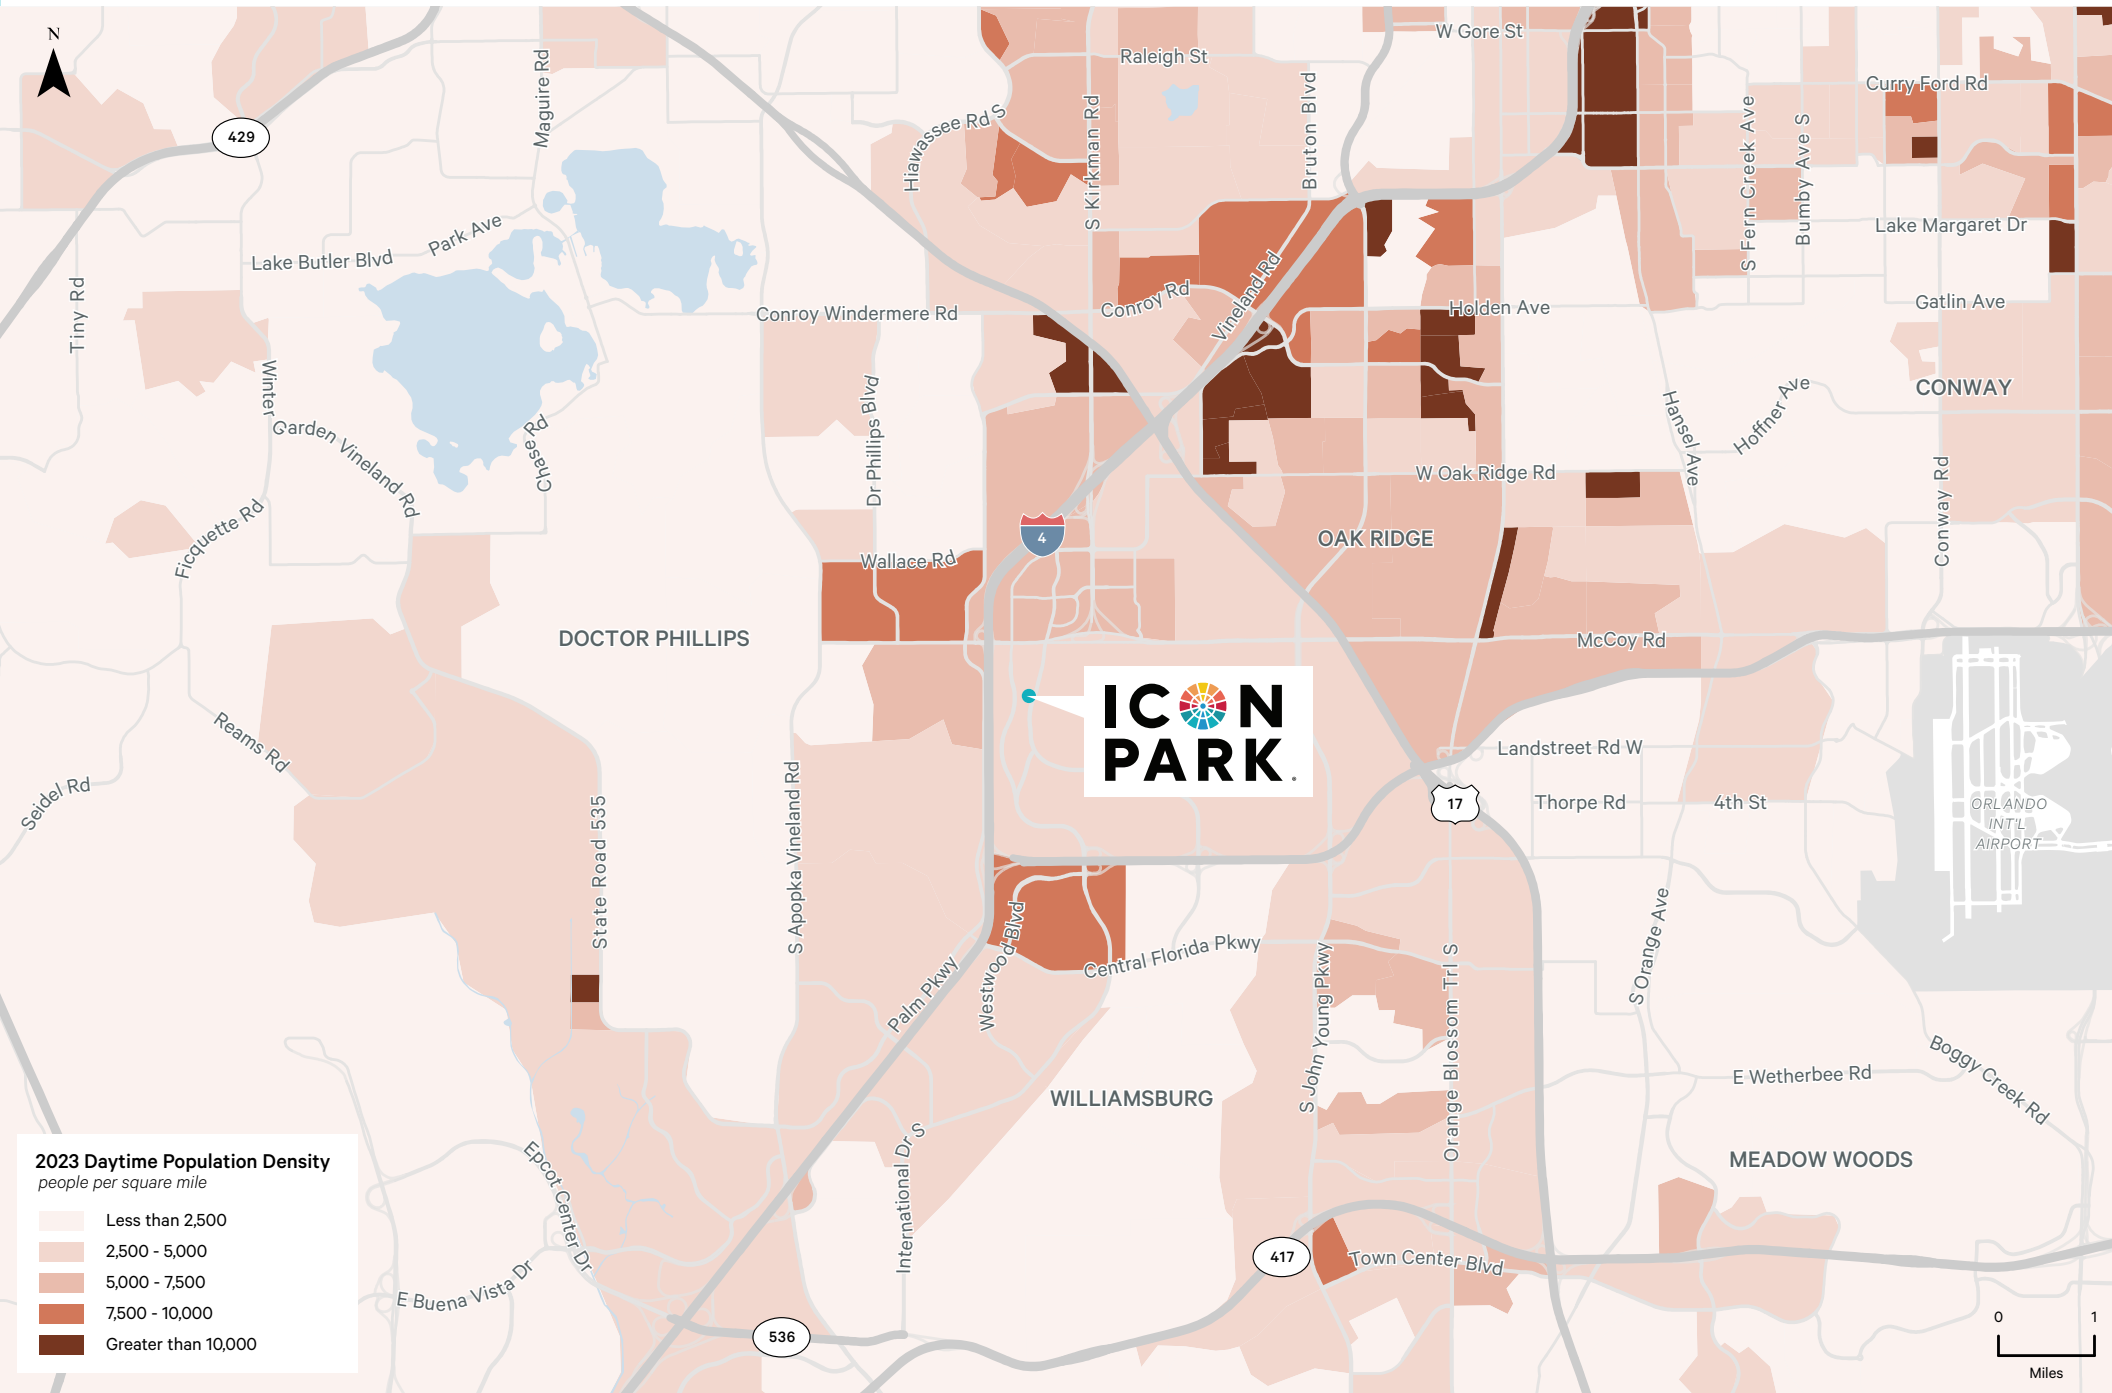 N
W Gore St
Raleigh St
Curry Ford Rd
Maguire Rd
429
Hiawassee Rd S
S Kirkman Rd
Bruton Blvd
S Fern Creek Ave
Bumby Ave S
Park Ave
Lake Butler Blvd
Lake Margaret Dr
Tiny Rd
Conroy Rd
Vineland Rd
Conroy Windermere Rd
Holden Ave
Gatlin Ave
Winter
Garden Vineland Rd
Dr Phillips Blvd
Chase Rd
Hansel Ave
Hoffner Ave
CONWAY
W Oak Ridge Rd
Conway Rd
Ficquette Rd
4
OAK RIDGE
Wallace Rd
DOCTOR PHILLIPS
McCoy Rd
ICON
PARK.
Reams Rd
Seidel Rd
Landstreet Rd W
Thorpe Rd
4th St
17
ORLANDO
INT'L
AIRPORT
State Road 535
S Apopka Vineland Rd
Westwood Blvd
Palm Pkwy
Central Florida Pkwy
S John Young Pkwy
Orange Blossom Trl S
S Orange Ave
E Wetherbee Rd
Boggy Creek Rd
WILLIAMSBURG
MEADOW WOODS
International Dr S
Epcot Center Dr
E Buena Vista Dr
417
Town Center Blvd
536
2023 Daytime Population Density
people per square mile
Less than 2,500
2,500 - 5,000
5,000 - 7,500
7,500 - 10,000
Greater than 10,000
0 1
Miles